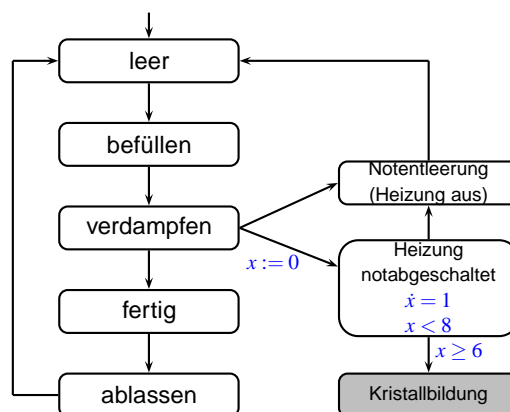 leer
befüllen
Notentleerung
(Heizung aus)
verdampfen
x := 0
Heizung
notabgeschaltet
ẋ = 1
x < 8
fertig
x ≥ 6
ablassen
Kristallbildung